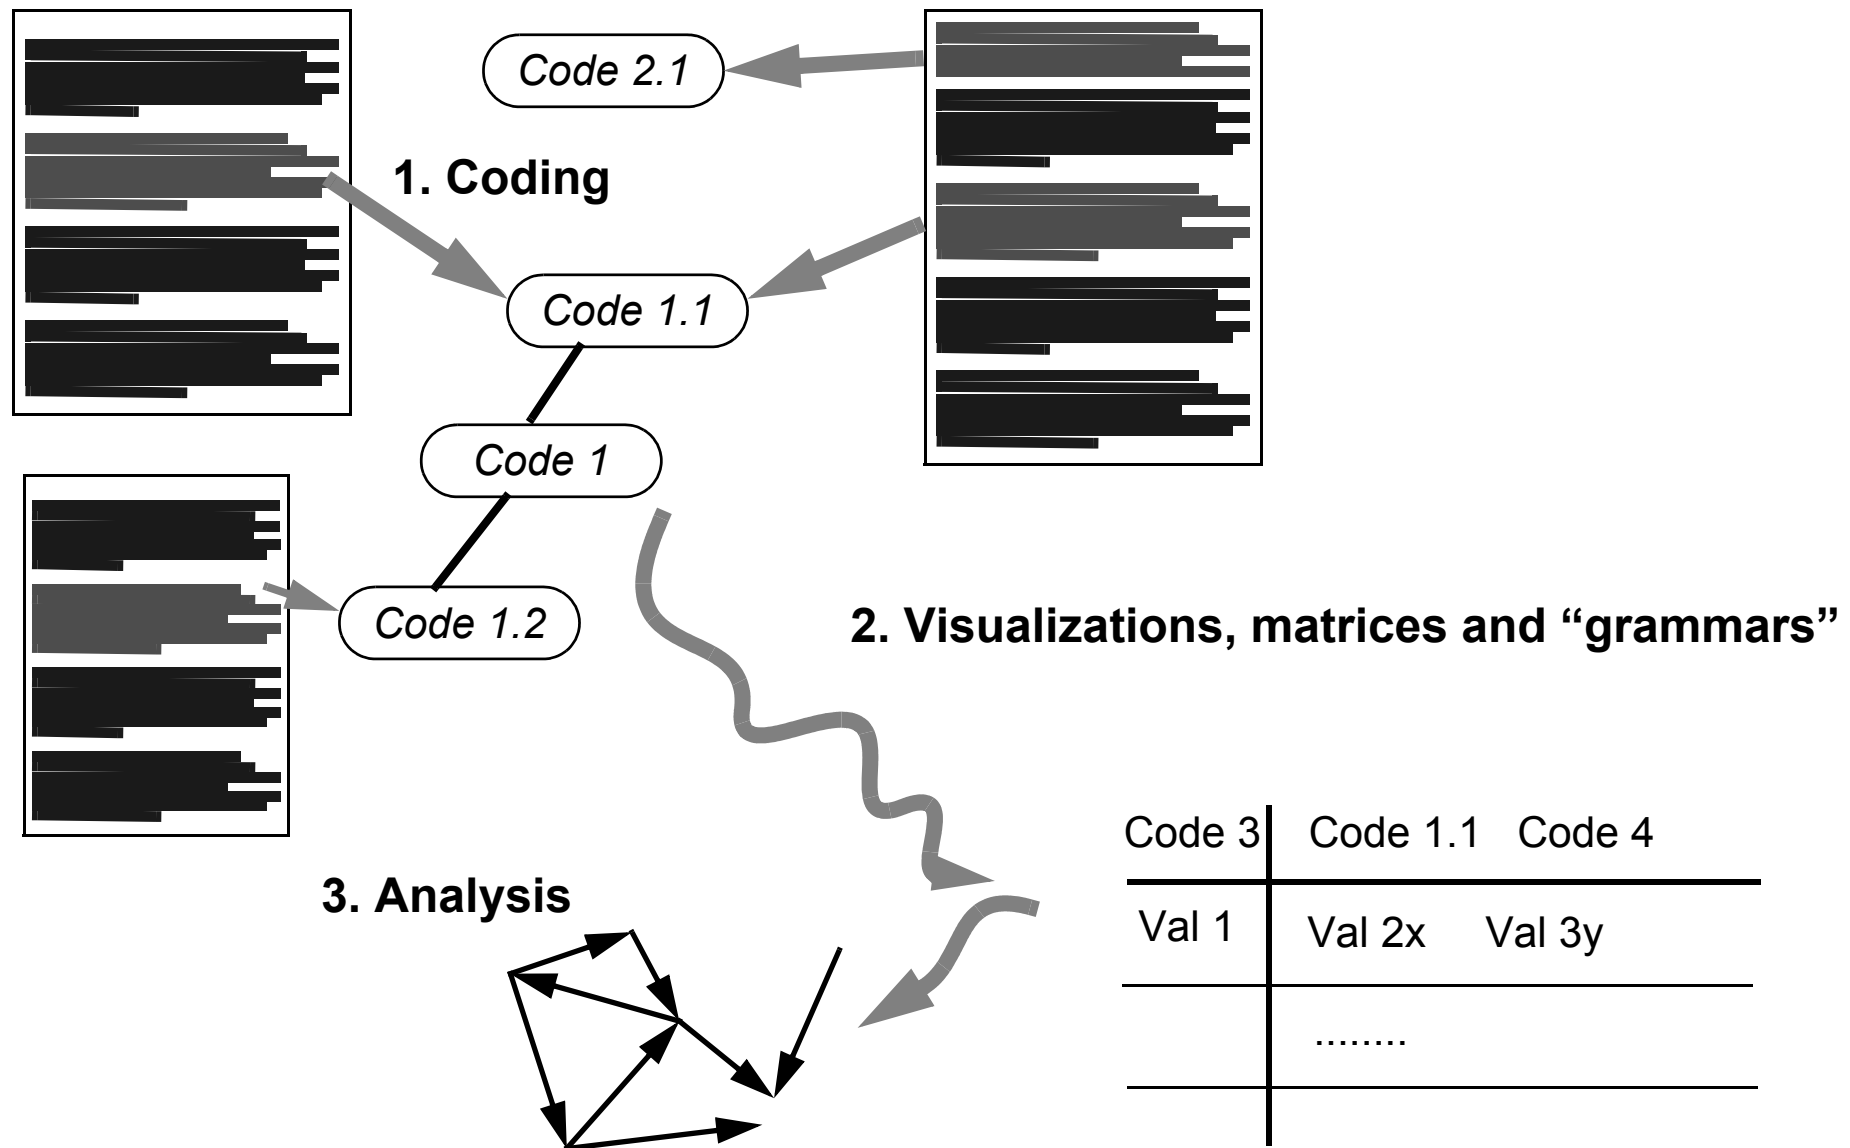 Code 2.1
1. Coding
Code 1.1
Code 1
Code 1.2
2. Visualizations, matrices and “grammars”
Code 3 Code 1.1 Code 4
3. Analysis
Val 1 Val 2x Val 3y
........